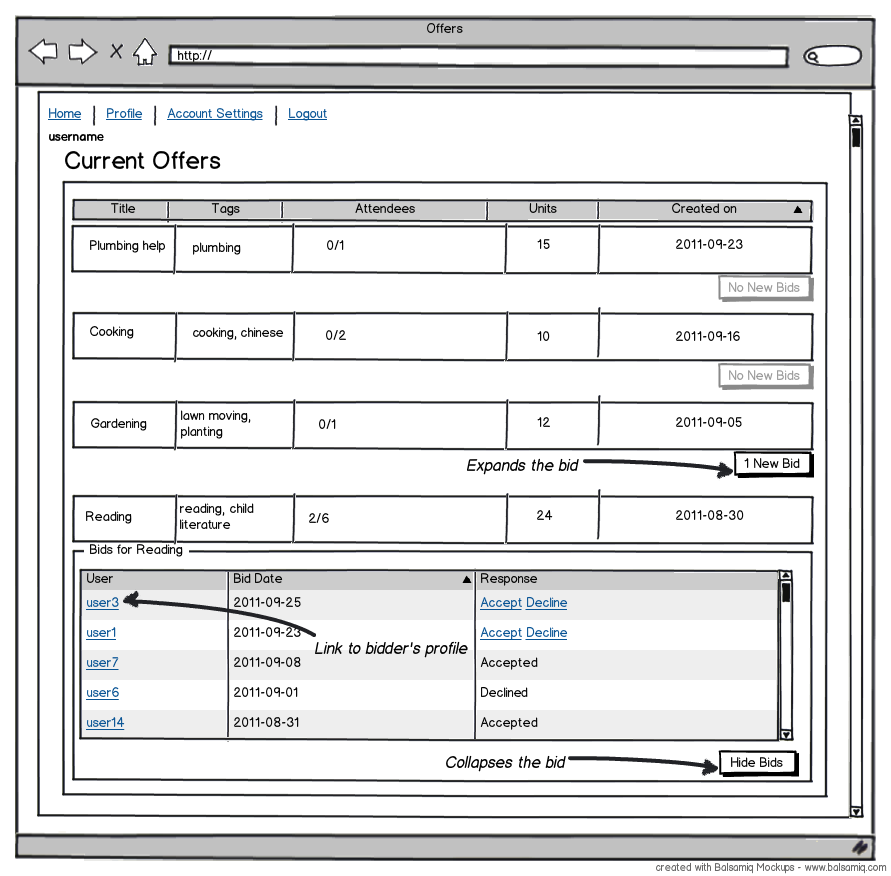 Offers
http://
Home Profile Account Settings Logout
username
Current Offers
Title Tags Attendees Units Created on
Plumbing help plumbing 0/1 15 2011-09-23
No New Bids
Cooking cooking, chinese 0/2 10 2011-09-16
No New Bids
Gardening lawn moving, planting 0/1 12 2011-09-05
Expands the bid 1 New Bid
Reading reading, child literature 2/6 24 2011-08-30
Bids for Reading
User Bid Date Response
user3 2011-09-25 Accept Decline
user1 2011-09-23 Accept Decline
Link to bidder's profile
user7 2011-09-08 Accepted
user6 2011-09-01 Declined
user14 2011-08-31 Accepted
Collapses the bid Hide Bids
created with Balsamiq Mockups - www.balsamiq.com